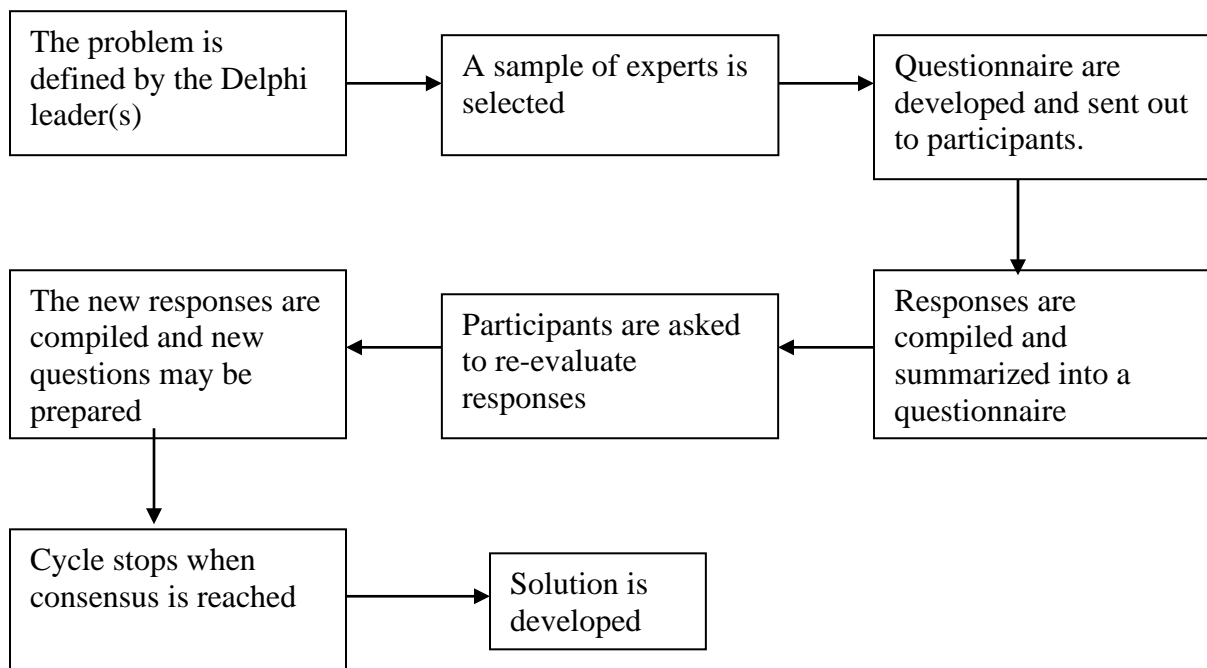 The problem is
defined by the Delphi
leader(s)
A sample of experts is
selected
Questionnaire are
developed and sent out
to participants.
Responses are
compiled and
summarized into a
questionnaire
Participants are asked
to re-evaluate
responses
The new responses are
compiled and new
questions may be
prepared
Cycle stops when
consensus is reached
Solution is
developed